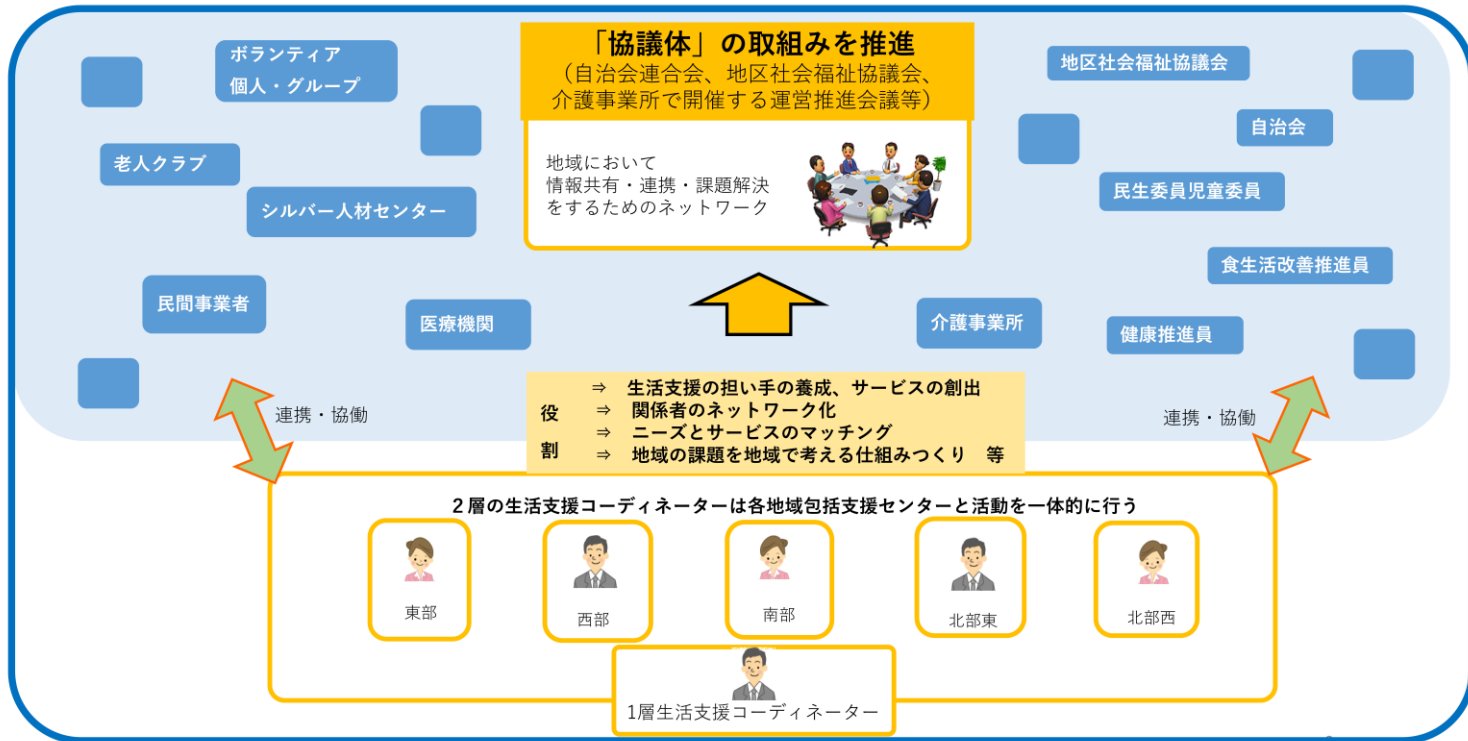 「協議体」の取組みを推進
（自治会連合会、地区社会福祉協議会、
介護事業所で開催する運営推進会議等）
地域において
情報共有・連携・課題解決
をするためのネットワーク
ボランティア
個人・グループ
老人クラブ
シルバー人材センター
民間事業者
医療機関
地区社会福祉協議会
自治会
民生委員児童委員
食生活改善推進員
介護事業所
健康推進員
連携・協働
役割
⇒ 生活支援の担い手の養成、サービスの創出
⇒ 関係者のネットワーク化
⇒ ニーズとサービスのマッチング
⇒ 地域の課題を地域で考える仕組みつくり　等
連携・協働
２層の生活支援コーディネーターは各地域包括支援センターと活動を一体的に行う
東部
西部
南部
北部東
北部西
1層生活支援コーディネーター